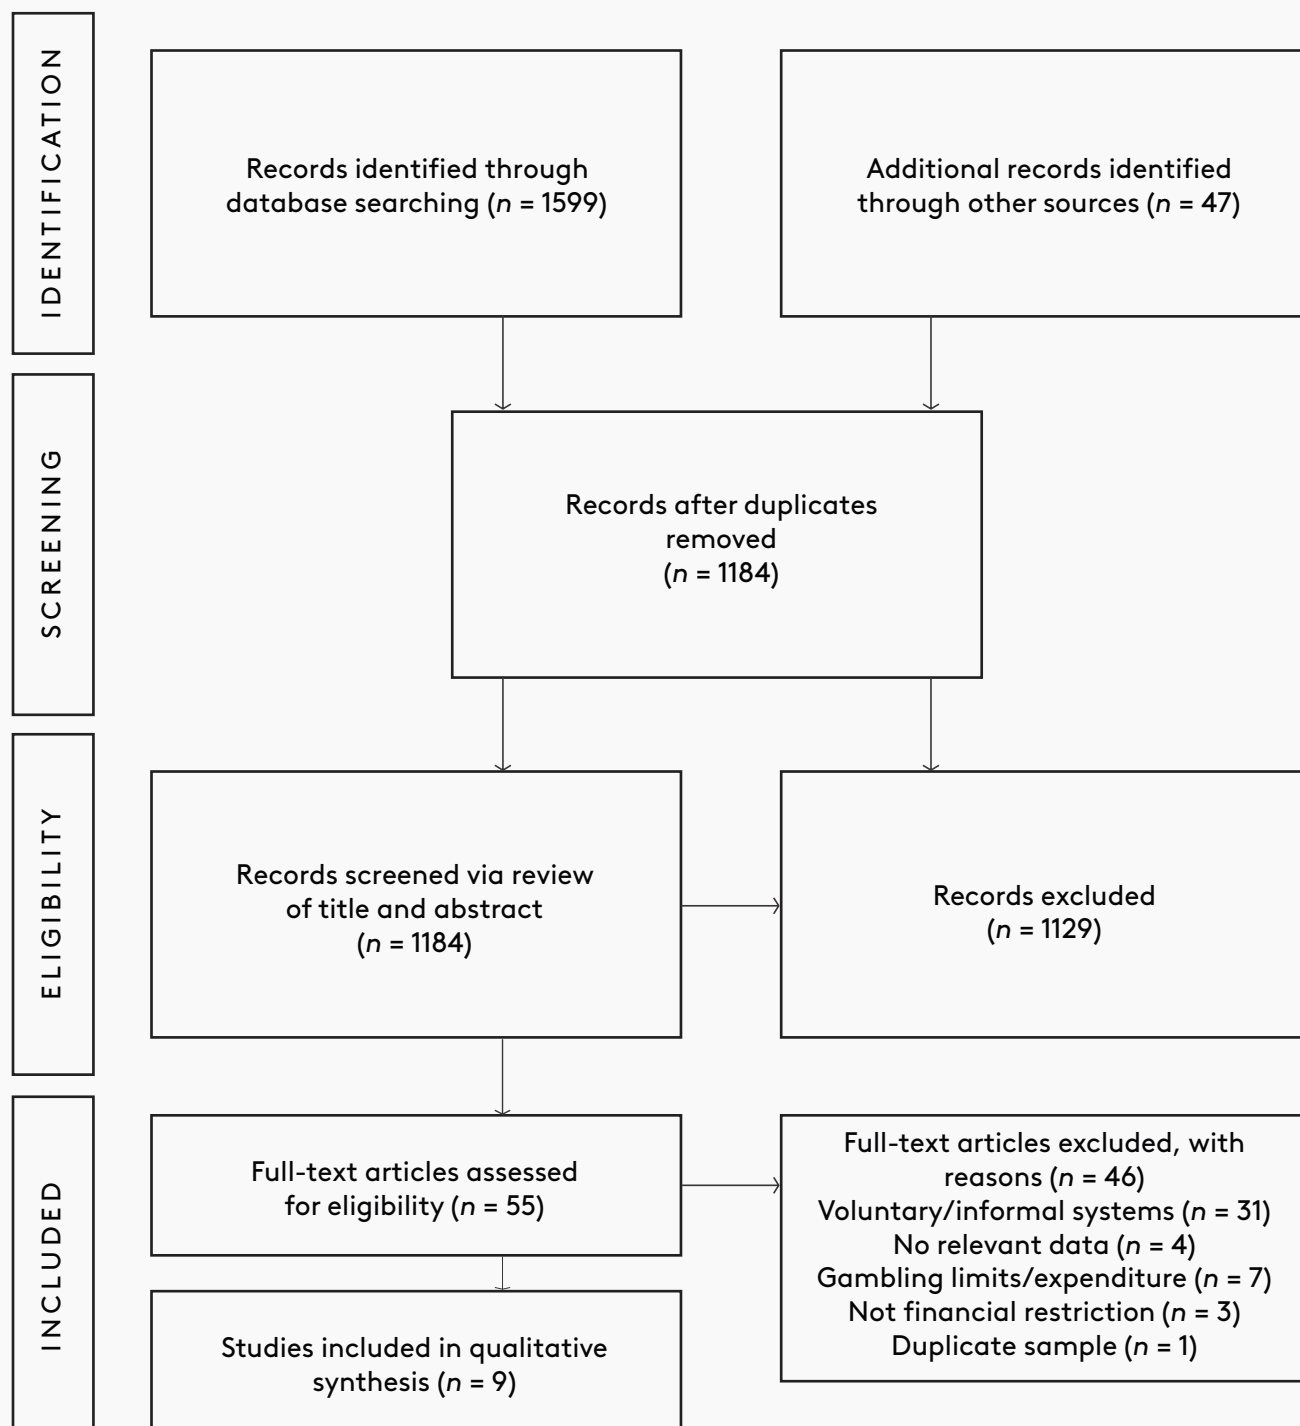 IDENTIFICATION
Records identified through
database searching (n = 1599)
Additional records identified
through other sources (n = 47)
SCREENING
Records after duplicates
removed
(n = 1184)
ELIGIBILITY
Records screened via review
of title and abstract
(n = 1184)
Records excluded
(n = 1129)
INCLUDED
Full-text articles assessed
for eligibility (n = 55)
Full-text articles excluded, with
reasons (n = 46)
Voluntary/informal systems (n = 31)
No relevant data (n = 4)
Gambling limits/expenditure (n = 7)
Not financial restriction (n = 3)
Duplicate sample (n = 1)
Studies included in qualitative
synthesis (n = 9)